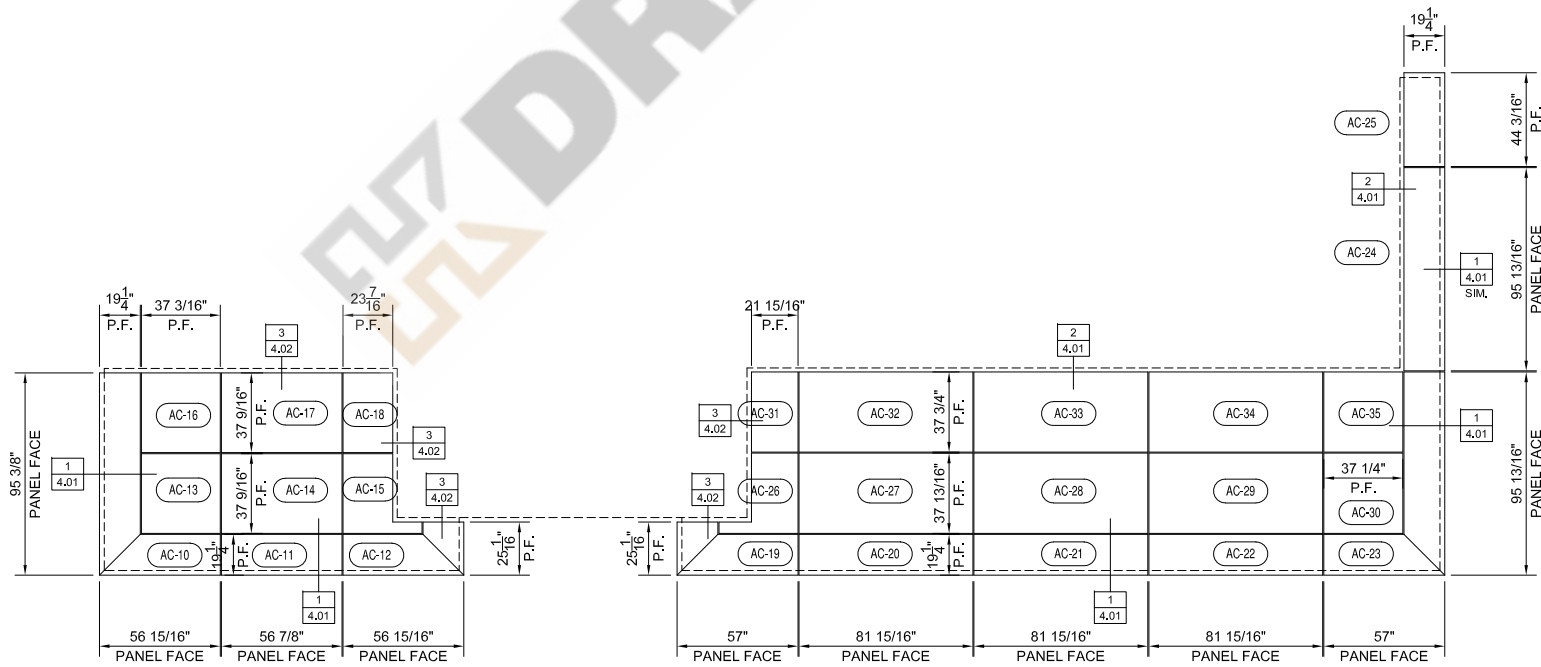 DR
19 1/4"
P.F.
44 3/16"
P.F.
AC-25
2
4.01
AC-24
1
4.01
SIM.
95 13/16"
PANEL FACE
19 1/4"
P.F.
37 3/16"
P.F.
23 7/16"
P.F.
21 15/16"
P.F.
3
4.02
2
4.01
95 3/8"
PANEL FACE
AC-16
37 9/16"
P.F.
AC-17
AC-18
3
4.02
3
4.02
AC-31
AC-32
37 3/4"
P.F.
AC-33
AC-34
AC-35
1
4.01
95 13/16"
PANEL FACE
1
4.01
AC-13
37 9/16"
P.F.
AC-14
AC-15
3
4.02
3
4.02
AC-26
AC-27
37 13/16"
P.F.
AC-28
AC-29
37 1/4"
P.F.
AC-30
AC-10
19 1/4"
P.F.
AC-11
AC-12
25 1/16"
P.F.
25 1/16"
P.F.
AC-19
AC-20
19 1/4"
P.F.
AC-21
AC-22
AC-23
1
4.01
1
4.01
56 15/16"
PANEL FACE
56 7/8"
PANEL FACE
56 15/16"
PANEL FACE
57"
PANEL FACE
81 15/16"
PANEL FACE
81 15/16"
PANEL FACE
81 15/16"
PANEL FACE
57"
PANEL FACE